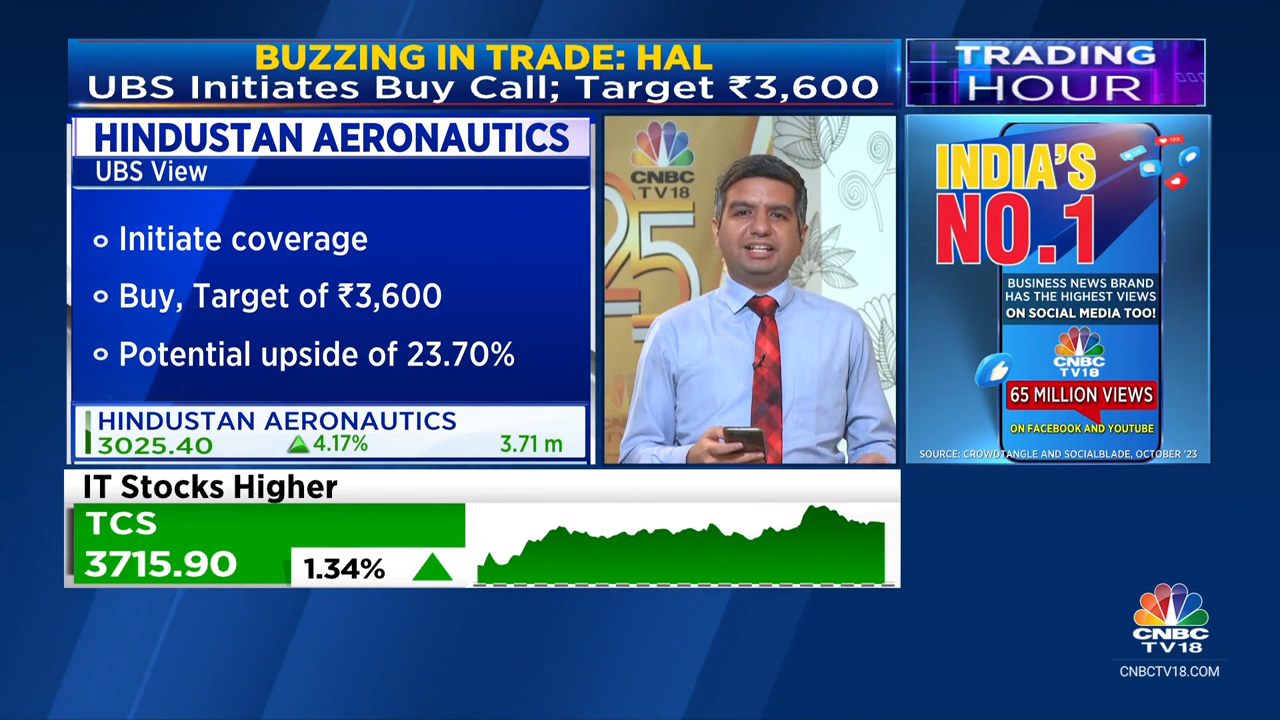 BUZZING IN TRADE: HAL
UBS Initiates Buy Call; Target ₹3,600
TRADING
HOUR
HINDUSTAN AERONAUTICS
UBS View
Initiate coverage
Buy, Target of ₹3,600
Potential upside of 23.70%
HINDUSTAN AERONAUTICS
3025.40 4.17% 3.71 m
CNBC
TV18
25
INDIA'S
NO.1
BUSINESS NEWS BRAND
HAS THE HIGHEST VIEWS
ON SOCIAL MEDIA TOO!
CNBC
TV18
65 MILLION VIEWS
ON FACEBOOK AND YOUTUBE
SOURCE: CROWDTANGLE AND SOCIALBLADE, OCTOBER '23
IT Stocks Higher
TCS
3715.90 1.34%
CNBC
TV18
CNBCTV18.COM